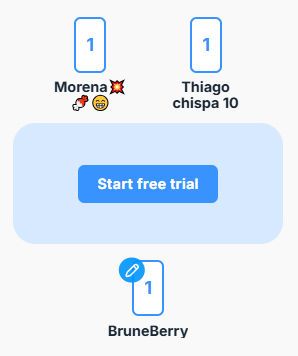 1
1
Morena💥
🍗😁
Thiago
chispa 10
Start free trial
1
BruneBerry